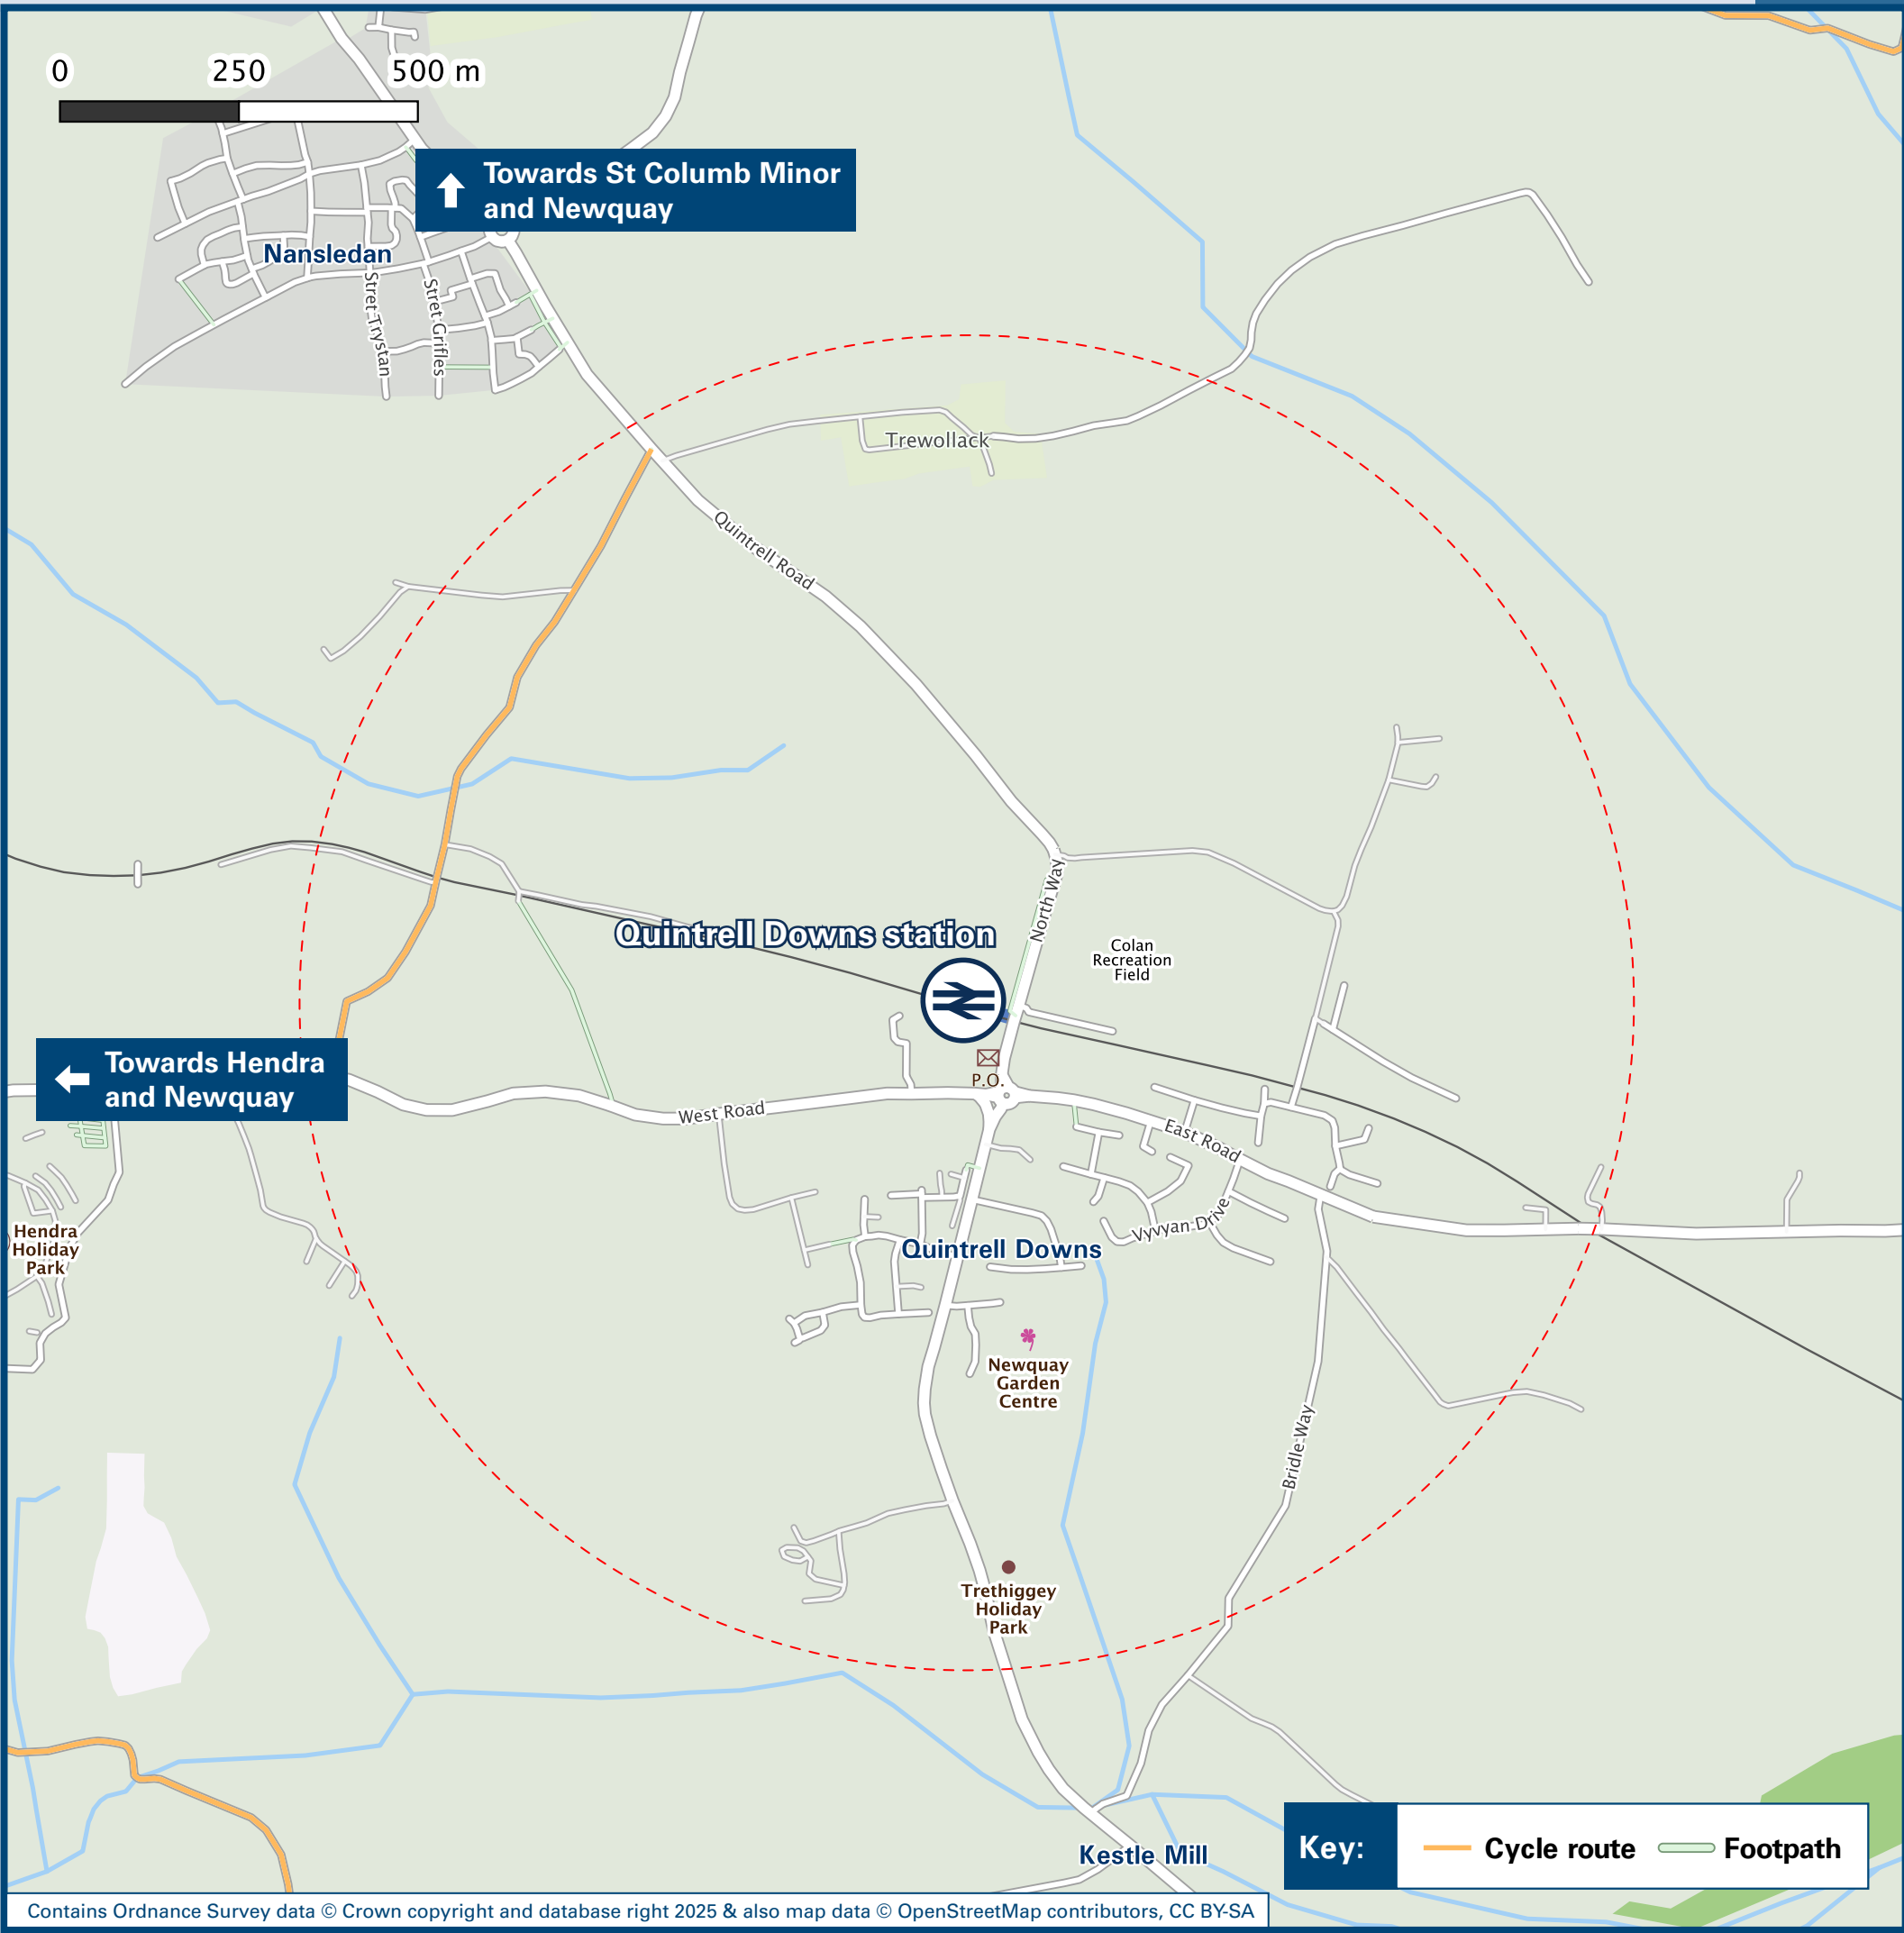 0 250 500 m
Towards St Columb Minor
and Newquay
Nansledan
Stret Trystan
Stret Grifles
Trewollack
Quintrell Road
North Way
Quintrell Downs station
Colan
Recreation
Field
Towards Hendra
and Newquay
P.O.
West Road
East Road
Vyvyan Drive
Hendra
Holiday
Park
Quintrell Downs
Newquay
Garden
Centre
Bridle Way
Trethiggey
Holiday
Park
Kestle Mill
Key: Cycle route Footpath
Contains Ordnance Survey data © Crown copyright and database right 2025 & also map data © OpenStreetMap contributors, CC BY-SA